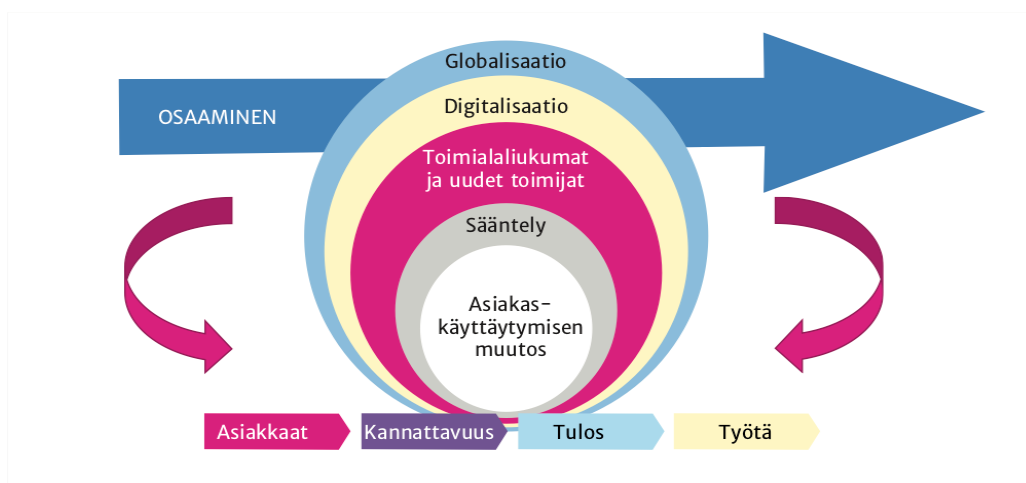 Globalisaatio
OSAAMINEN
Digitalisaatio
Toimialaliukumat
ja uudet toimijat
Sääntely
Asiakas-
käyttäytymisen
muutos
Asiakkaat
Kannattavuus
Tulos
Työtä